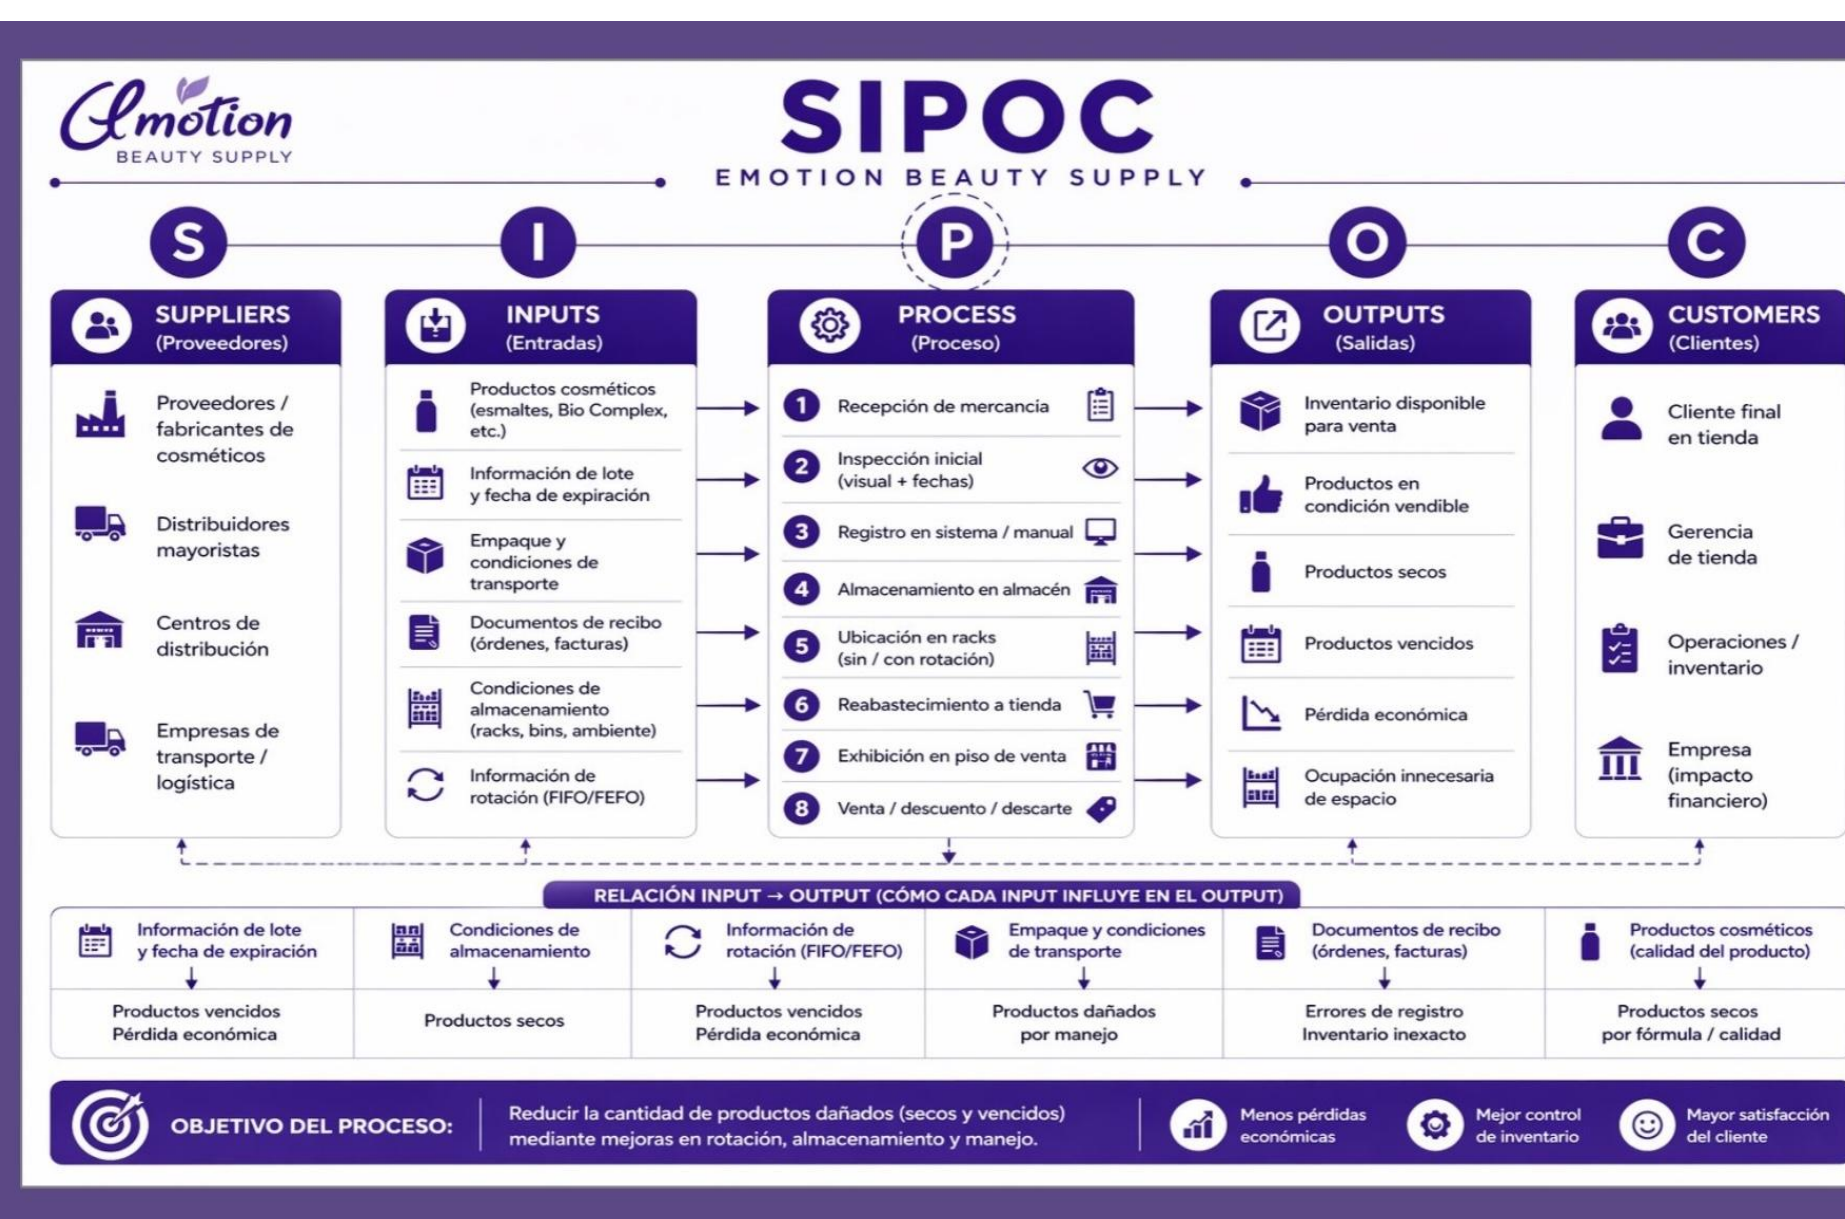 Emotion
BEAUTY SUPPLY
SIPOC
EMOTION BEAUTY SUPPLY
S
I
P
O
C
SUPPLIERS
(Proveedores)
Proveedores /
fabricantes de
cosméticos
Distribuidores
mayoristas
Centros de
distribución
Empresas de
transporte /
logística
INPUTS
(Entradas)
Productos cosméticos
(esmaltes, Bio Complex,
etc.)
Información de lote
y fecha de expiración
Empaque y
condiciones de
transporte
Documentos de recibo
(órdenes, facturas)
Condiciones de
almacenamiento
(racks, bins, ambiente)
Información de
rotación (FIFO/FEFO)
PROCESS
(Proceso)
1 Recepción de mercancia
2 Inspección inicial
(visual + fechas)
3 Registro en sistema / manual
4 Almacenamiento en almacén
5 Ubicación en racks
(sin / con rotación)
6 Reabastecimiento a tienda
7 Exhibición en piso de venta
8 Venta / descuento / descarte
OUTPUTS
(Salidas)
Inventario disponible
para venta
Productos en
condición vendible
Productos secos
Productos vencidos
Pérdida económica
Ocupación innecesaria
de espacio
CUSTOMERS
(Clientes)
Cliente final
en tienda
Gerencia
de tienda
Operaciones /
inventario
Empresa
(impacto
financiero)
RELACIÓN INPUT → OUTPUT (CÓMO CADA INPUT INFLUYE EN EL OUTPUT)
Información de lote
y fecha de expiración
Productos vencidos
Pérdida económica
Condiciones de
almacenamiento
Productos secos
Información de
rotación (FIFO/FEFO)
Productos vencidos
Pérdida económica
Empaque y condiciones
de transporte
Productos dañados
por manejo
Documentos de recibo
(órdenes, facturas)
Errores de registro
Inventario inexacto
Productos cosméticos
(calidad del producto)
Productos secos
por fórmula / calidad
OBJETIVO DEL PROCESO:
Reducir la cantidad de productos dañados (secos y vencidos)
mediante mejoras en rotación, almacenamiento y manejo.
Menos pérdidas
económicas
Mejor control
de inventario
Mayor satisfacción
del cliente